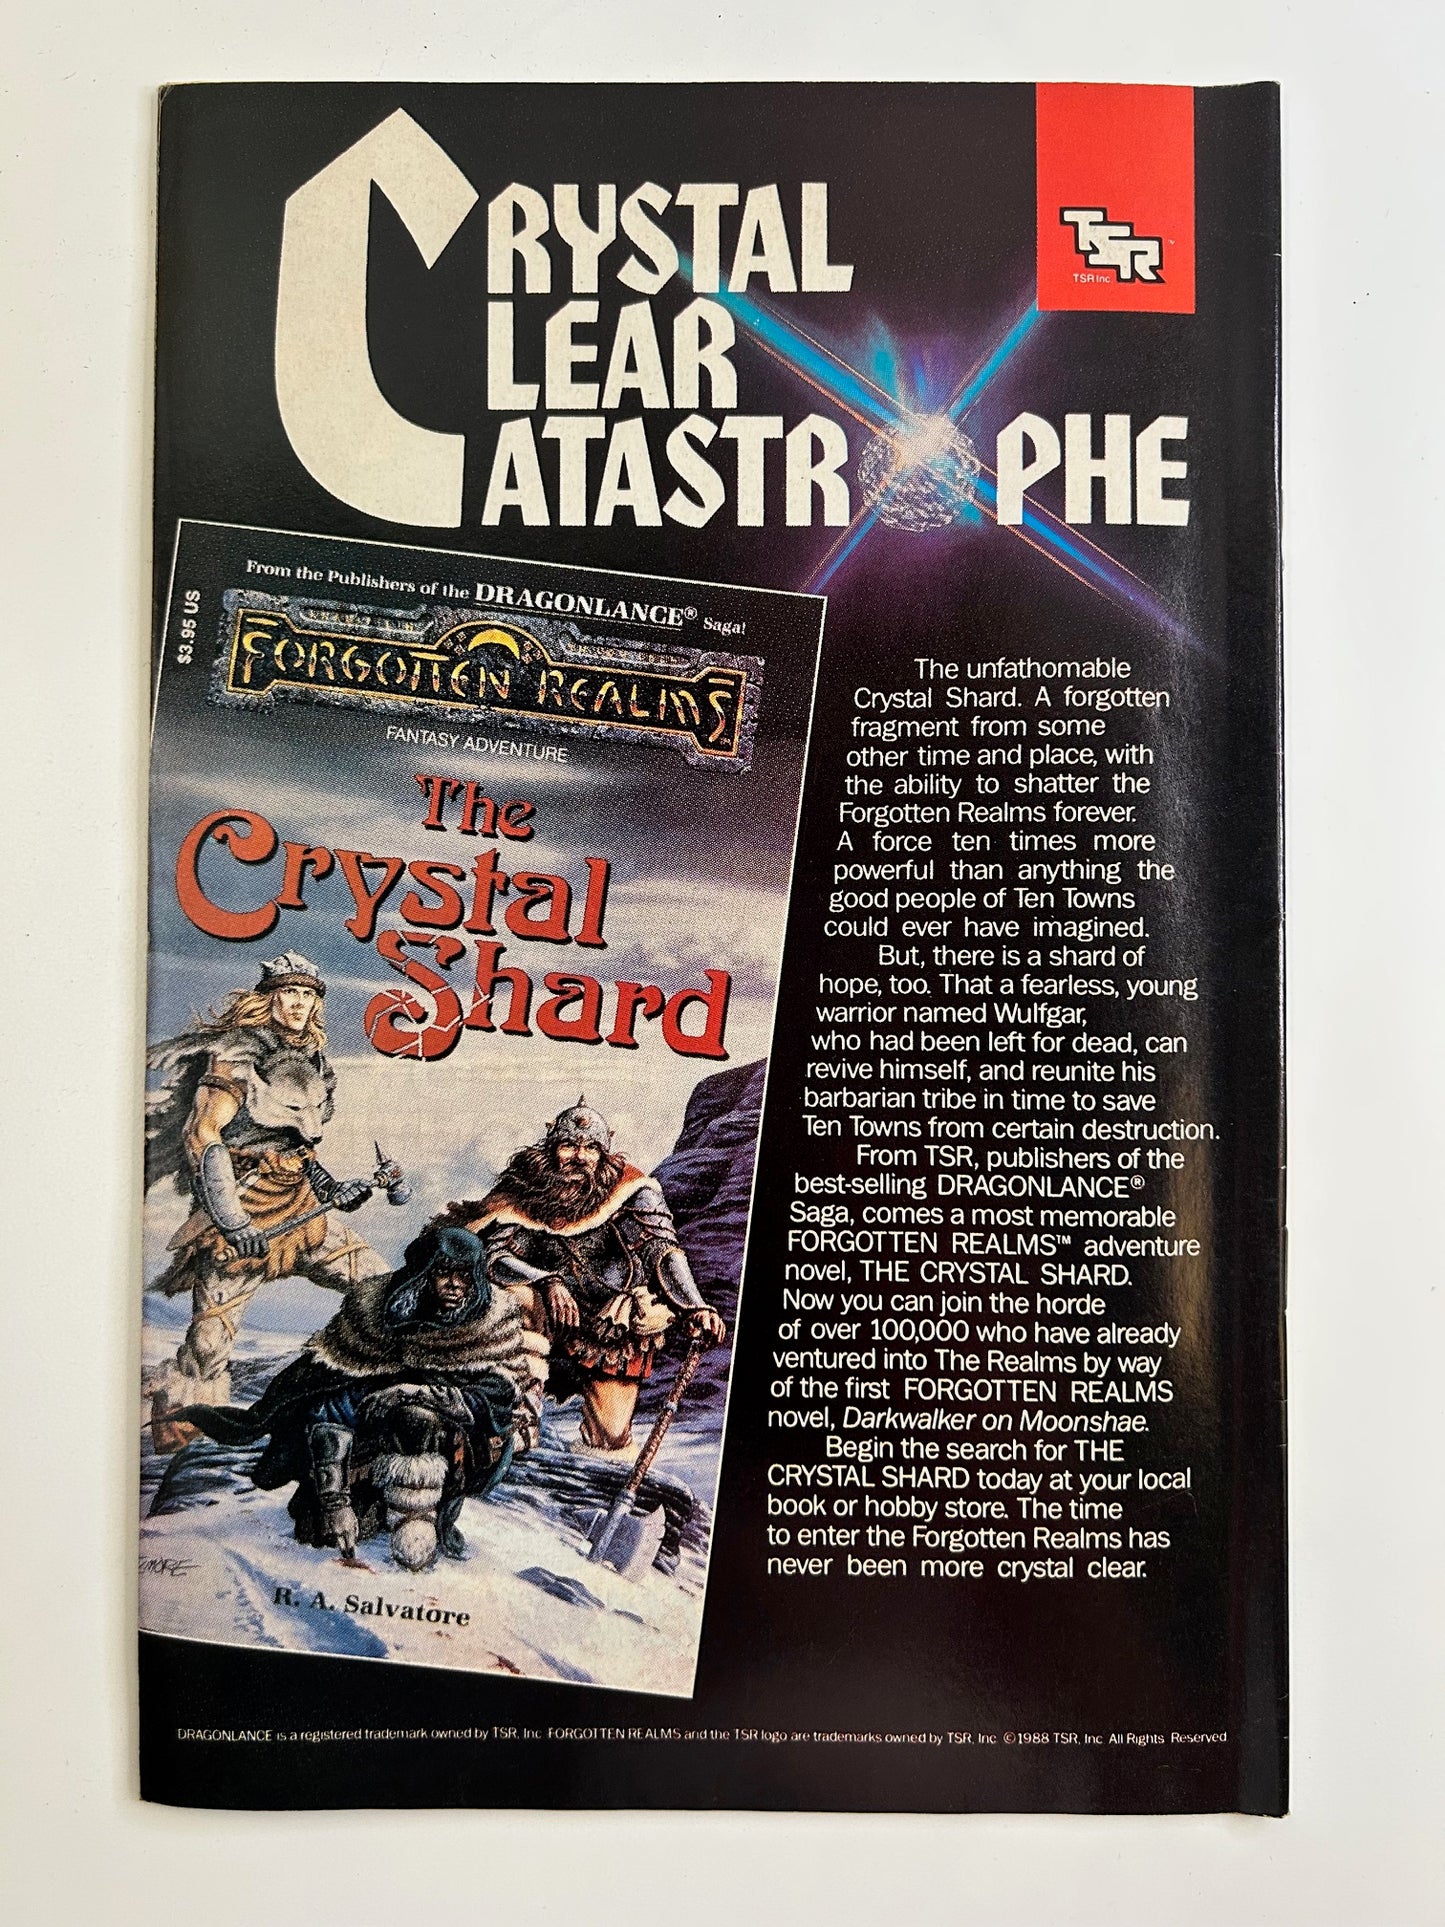 CRYSTAL
CLEAR
CATASTROPHE
TSR
TSR Inc
From the Publishers of the DRAGONLANCE® Saga!
$3.95 US
FORGOTTEN REALMS
FANTASY ADVENTURE
The
Crystal
Shard
R. A. Salvatore
The unfathomable
Crystal Shard. A forgotten
fragment from some
other time and place, with
the ability to shatter the
Forgotten Realms forever.
A force ten times more
powerful than anything the
good people of Ten Towns
could ever have imagined.
But, there is a shard of
hope, too. That a fearless, young
warrior named Wulfgar,
who had been left for dead, can
revive himself, and reunite his
barbarian tribe in time to save
Ten Towns from certain destruction.
From TSR, publishers of the
best-selling DRAGONLANCE®
Saga, comes a most memorable
FORGOTTEN REALMS™ adventure
novel, THE CRYSTAL SHARD.
Now you can join the horde
of over 100,000 who have already
ventured into The Realms by way
of the first FORGOTTEN REALMS
novel, Darkwalker on Moonshae.
Begin the search for THE
CRYSTAL SHARD today at your local
book or hobby store. The time
to enter the Forgotten Realms has
never been more crystal clear.
DRAGONLANCE is a registered trademark owned by TSR, Inc FORGOTTEN REALMS and the TSR logo are trademarks owned by TSR, Inc ©1988 TSR, Inc All Rights Reserved